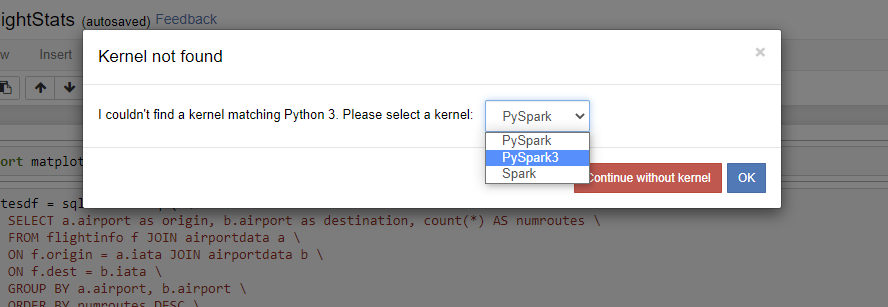 ightStats (autosaved) Feedback
w Insert
Kernel not found ×
I couldn't find a kernel matching Python 3. Please select a kernel: PySpark
PySpark
PySpark3
Spark
Continue without kernel OK
ort matplot
tesdf = sql
SELECT a.airport as origin, b.airport as destination, count(*) AS numroutes \
FROM flightinfo f JOIN airportdata a \
ON f.origin = a.iata JOIN airportdata b \
ON f.dest = b.iata \
GROUP BY a.airport, b.airport \
ORDER BY numroutes DESC \